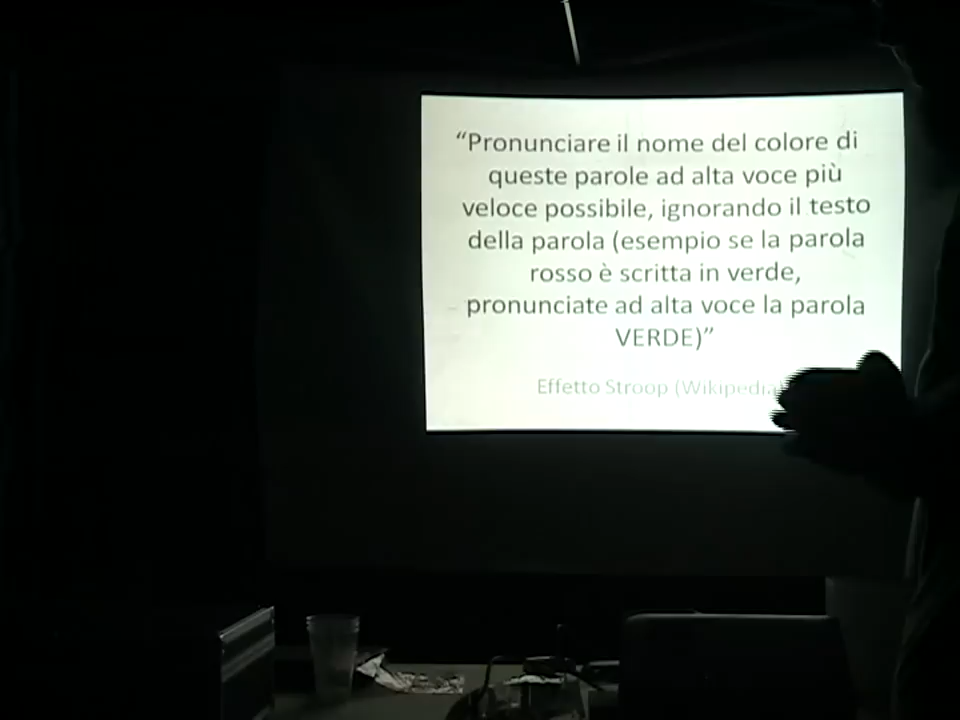 “Pronunciare il nome del colore di
queste parole ad alta voce più
veloce possibile, ignorando il testo
della parola (esempio se la parola
rosso è scritta in verde,
pronunciate ad alta voce la parola
VERDE)”
Effetto Stroop (Wikipedia